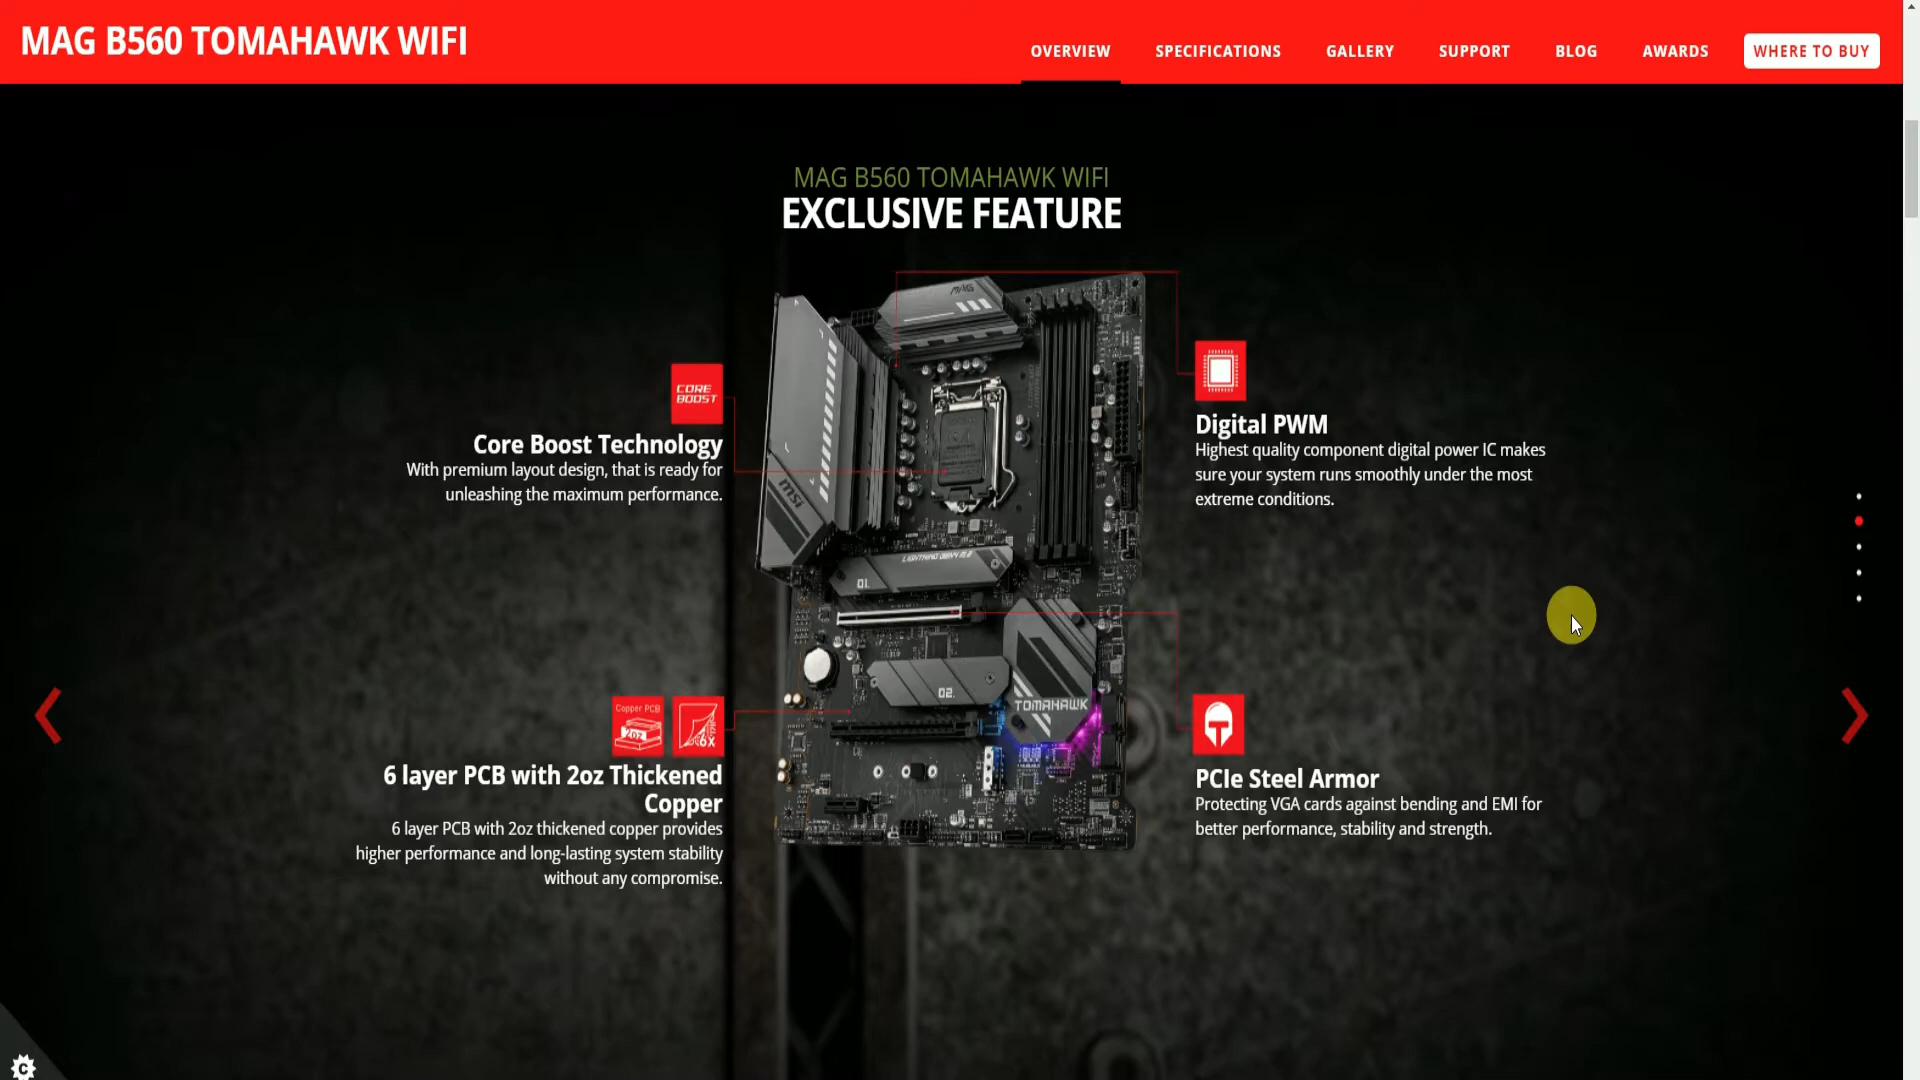 MAG B560 TOMAHAWK WIFI
OVERVIEW
SPECIFICATIONS
GALLERY
SUPPORT
BLOG
AWARDS
WHERE TO BUY
MAG B560 TOMAHAWK WIFI
EXCLUSIVE FEATURE
MAG
CORE
BOOST
Core Boost Technology
With premium layout design, that is ready for
unleashing the maximum performance.
Digital PWM
Highest quality component digital power IC makes
sure your system runs smoothly under the most
extreme conditions.
msi
01.
02.
TOMAHAWK
Copper PCB
2oz
6x
6 layer PCB with 2oz Thickened
Copper
6 layer PCB with 2oz thickened copper provides
higher performance and long-lasting system stability
without any compromise.
PCIe Steel Armor
Protecting VGA cards against bending and EMI for
better performance, stability and strength.